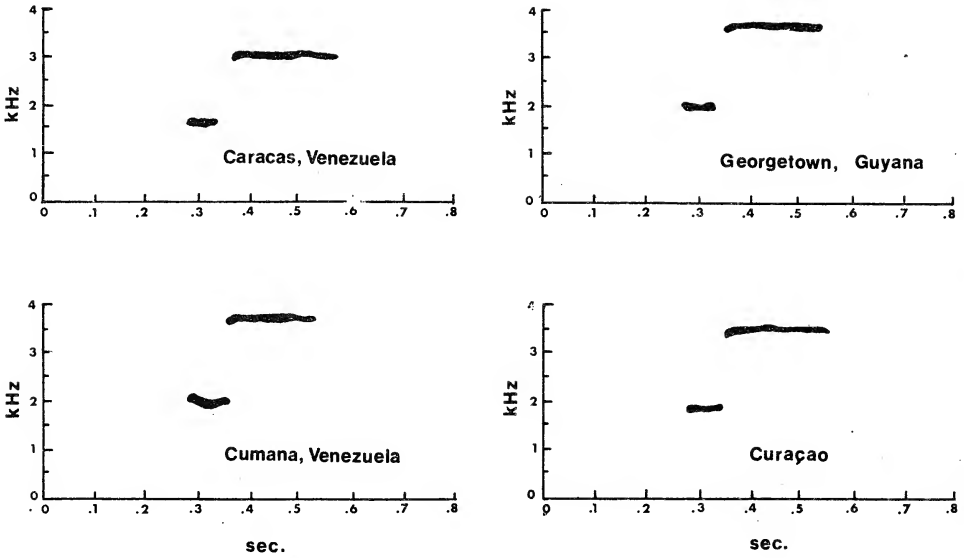 4
3
kHz
2
1
0
Caracas, Venezuela
0 .1 .2 .3 .4 .5 .6 .7 .8
4
3
kHz
2
1
0
Georgetown, Guyana
0 .1 .2 .3 .4 .5 .6 .7 .8
4
3
kHz
2
1
0
Cumana, Venezuela
0 .1 .2 .3 .4 .5 .6 .7 .8
sec.
4
3
kHz
2
1
0
Curaçao
0 .1 .2 .3 .4 .5 .6 .7 .8
sec.